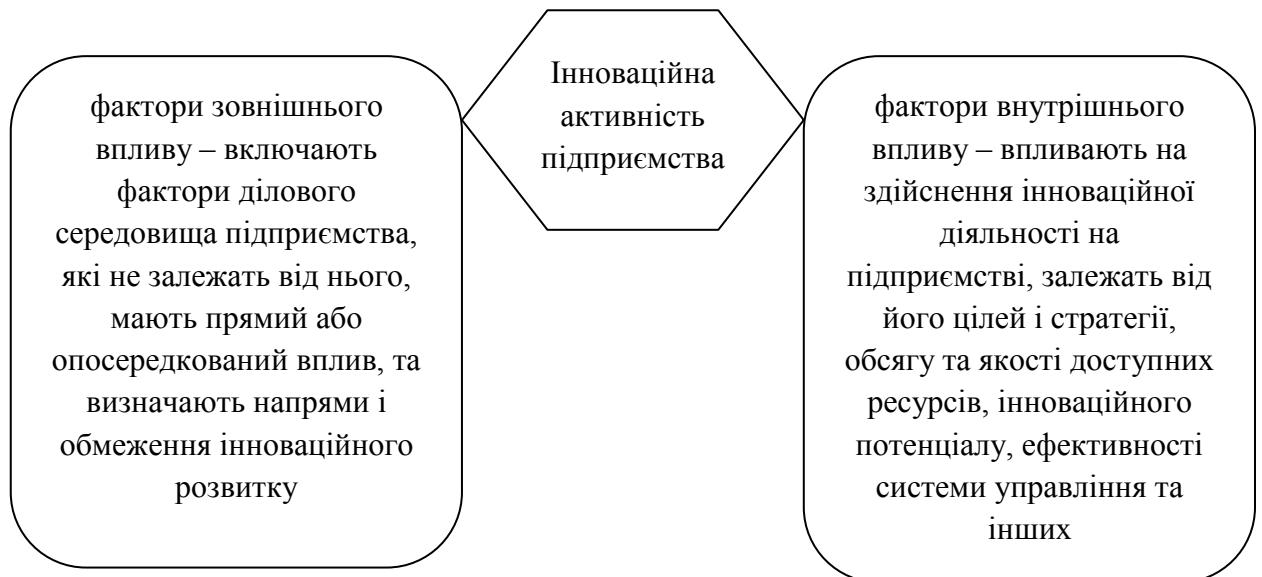 фактори зовнішнього
впливу – включають
фактори ділового
середовища підприємства,
які не залежать від нього,
мають прямий або
опосередкований вплив, та
визначають напрями і
обмеження інноваційного
розвитку
Інноваційна
активність
підприємства
фактори внутрішнього
впливу – впливають на
здійснення інноваційної
діяльності на
підприємстві, залежать від
його цілей і стратегії,
обсягу та якості доступних
ресурсів, інноваційного
потенціалу, ефективності
системи управління та
інших